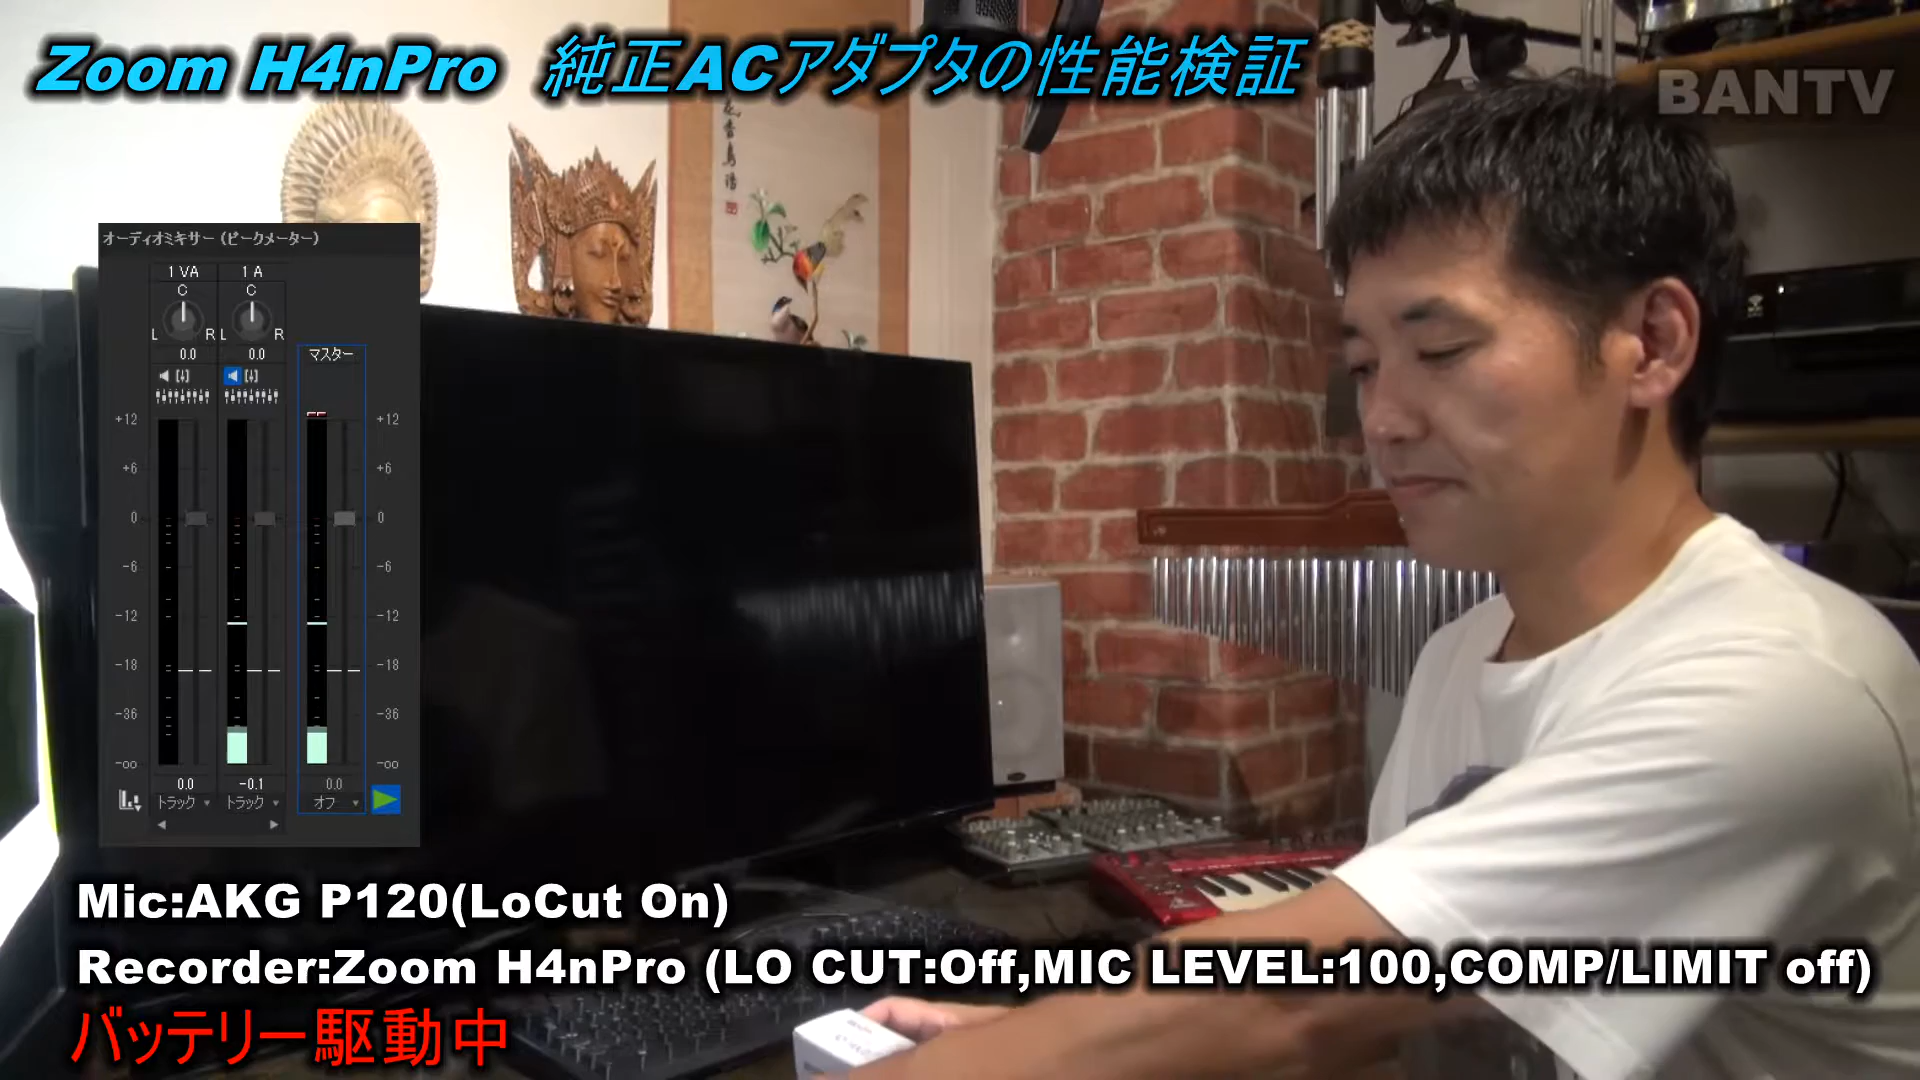 Zoom H4nPro 純正ACアダプタの性能検証
BANTV
オーディオミキサー (ピークメーター)
1 VA 1 A
C C
L R L R
0.0 0.0
マスター
+12 +12
+6 +6
0 0
-6 -6
-12 -12
-18 -18
-36 -36
-oo -oo
0.0 -0.1 0.0
トラック トラック オフ
Mic:AKG P120(LoCut On)
Recorder:Zoom H4nPro (LO CUT:Off,MIC LEVEL:100,COMP/LIMIT off)
バッテリー駆動中